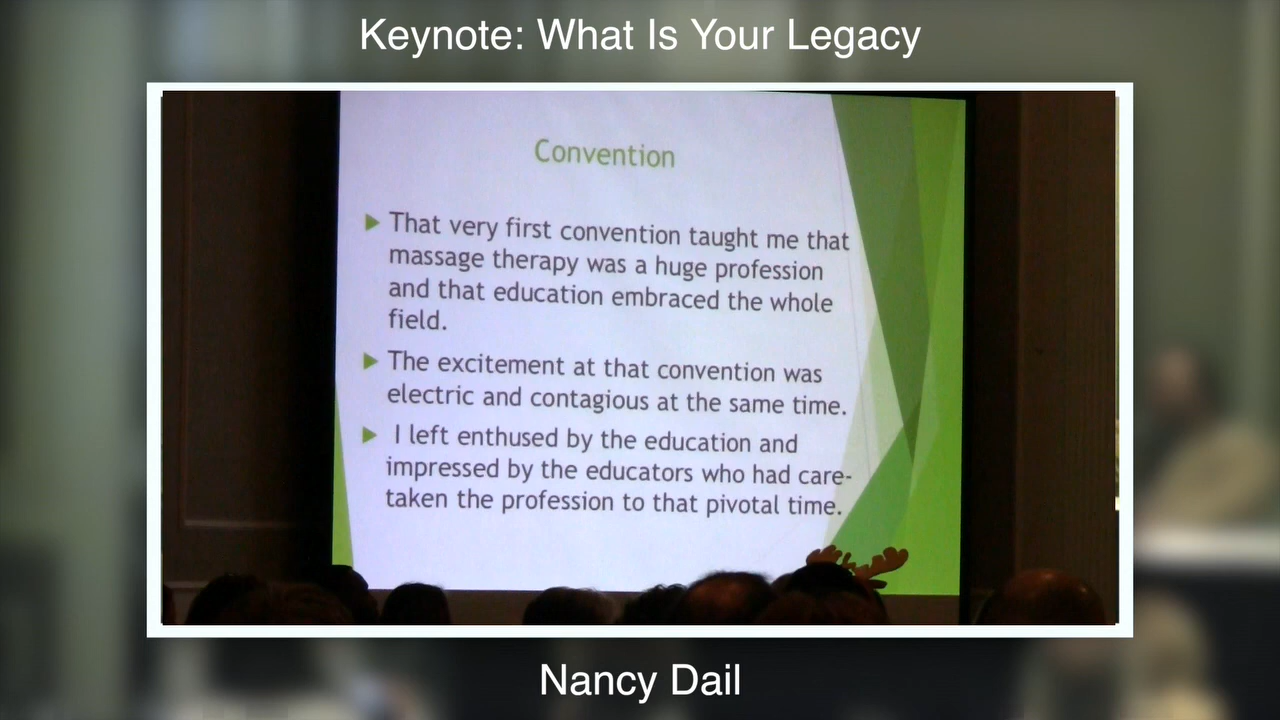 Keynote: What Is Your Legacy
Convention
That very first convention taught me that
massage therapy was a huge profession
and that education embraced the whole
field.
The excitement at that convention was
electric and contagious at the same time.
I left enthused by the education and
impressed by the educators who had care-
taken the profession to that pivotal time.
Nancy Dail